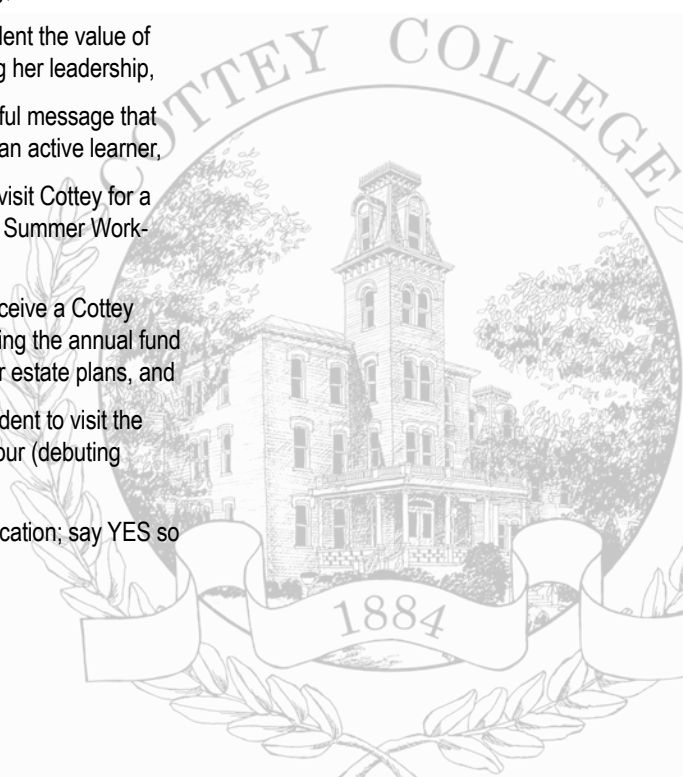 dent the value of
g her leadership,
ful message that
an active learner,
visit Cottey for a
Summer Work-
ceive a Cottey
ing the annual fund
r estate plans, and
dent to visit the
our (debuting
cation; say YES so
COTTEY COLLEGE
1884